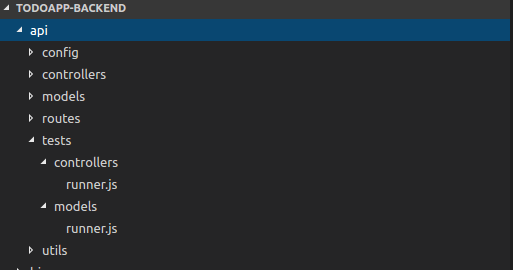 TODOAPP-BACKEND
api
config
controllers
models
routes
tests
controllers
runner.js
models
runner.js
utils